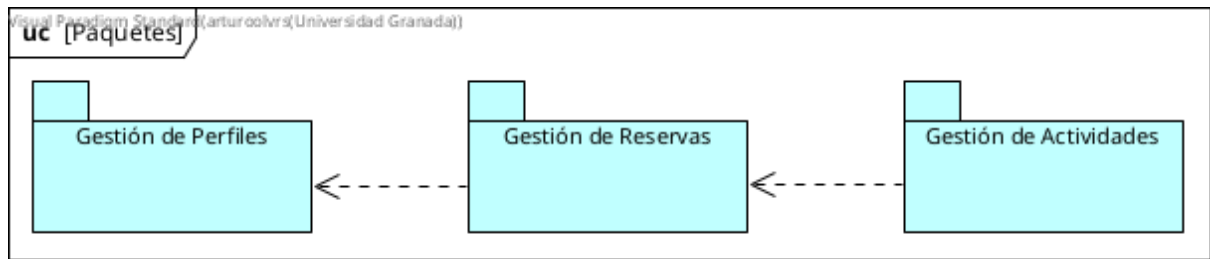 Visual Paradigm Standard(arturoolvrs(Universidad Granada))
uc [Paquetes]
Gestión de Perfiles
Gestión de Reservas
Gestión de Actividades